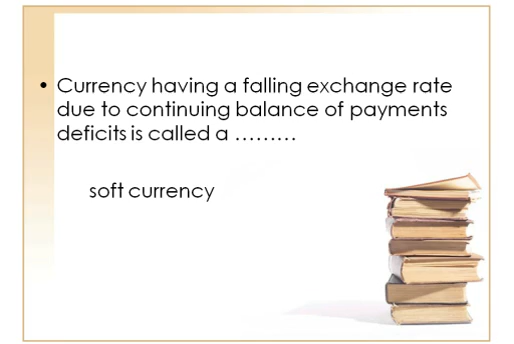 • Currency having a falling exchange rate
due to continuing balance of payments
deficits is called a .........
soft currency